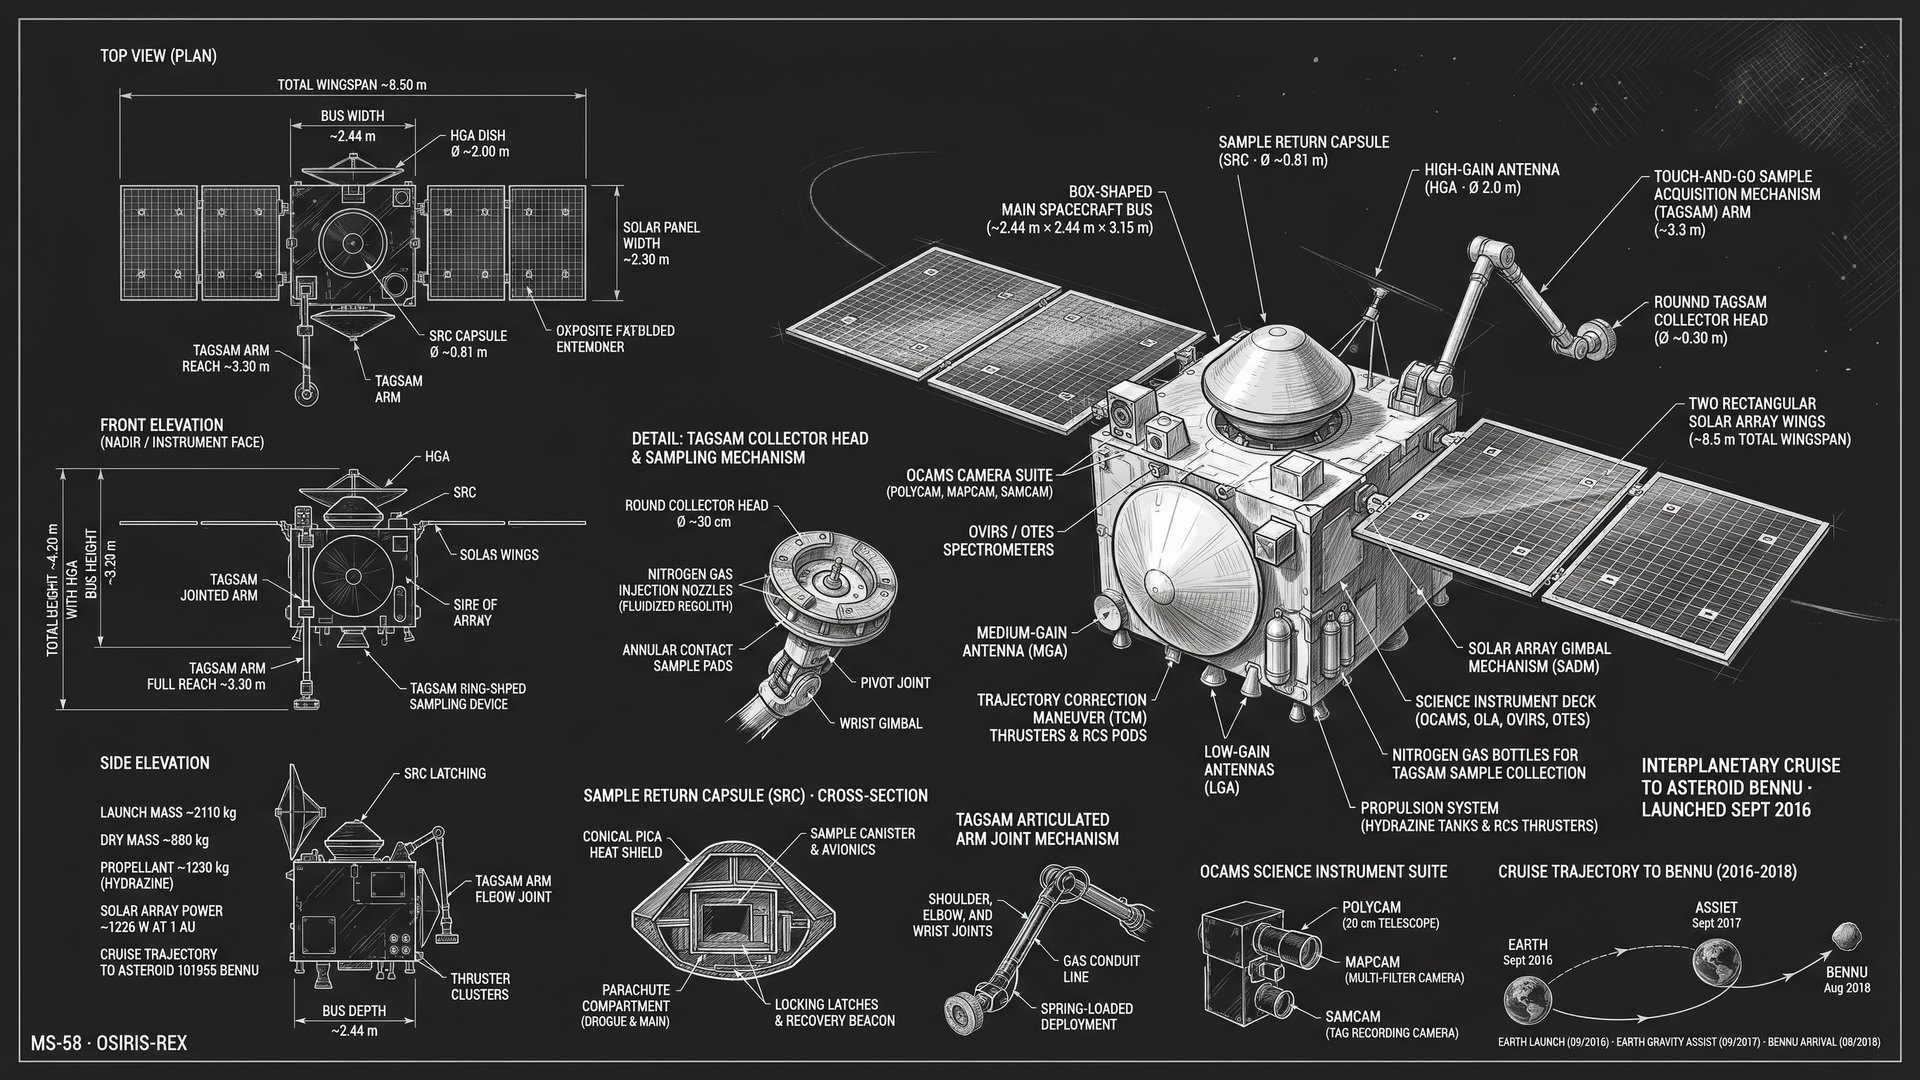 TOP VIEW (PLAN)
TOTAL WINGSPAN ~8.50 m
BUS WIDTH
~2.44 m
HGA DISH
Ø ~2.00 m
SOLAR PANEL
WIDTH
~2.30 m
SRC CAPSULE
Ø ~0.81 m
OXPOSITE FATBLDED
ENTEMONER
TAGSAM ARM
REACH ~3.30 m
TAGSAM
ARM
FRONT ELEVATION
(NADIR / INSTRUMENT FACE)
HGA
SRC
SOLAR WINGS
TOTAL HEIGHT ~4.20 m
WITH HGA
BUS HEIGHT
~3.20 m
TAGSAM
JOINTED ARM
SIRE OF
ARRAY
TAGSAM ARM
FULL REACH ~3.30 m
TAGSAM RING-SHPED
SAMPLING DEVICE
SIDE ELEVATION
LAUNCH MASS ~2110 kg
DRY MASS ~880 kg
PROPELLANT ~1230 kg
(HYDRAZINE)
SOLAR ARRAY POWER
~1226 W AT 1 AU
CRUISE TRAJECTORY
TO ASTEROID 101955 BENNU
SRC LATCHING
TAGSAM ARM
FLEOW JOINT
THRUSTER
CLUSTERS
BUS DEPTH
~2.44 m
MS-58 · OSIRIS-REX
DETAIL: TAGSAM COLLECTOR HEAD
& SAMPLING MECHANISM
ROUND COLLECTOR HEAD
Ø ~30 cm
NITROGEN GAS
INJECTION NOZZLES
(FLUIDIZED REGOLITH)
ANNULAR CONTACT
SAMPLE PADS
PIVOT JOINT
WRIST GIMBAL
SAMPLE RETURN CAPSULE (SRC) · CROSS-SECTION
CONICAL PICA
HEAT SHIELD
SAMPLE CANISTER
& AVIONICS
PARACHUTE
COMPARTMENT
(DROGUE & MAIN)
LOCKING LATCHES
& RECOVERY BEACON
TAGSAM ARTICULATED
ARM JOINT MECHANISM
SHOULDER,
ELBOW, AND
WRIST JOINTS
GAS CONDUIT
LINE
SPRING-LOADED
DEPLOYMENT
SAMPLE RETURN CAPSULE
(SRC · Ø ~0.81 m)
BOX-SHAPED
MAIN SPACECRAFT BUS
(~2.44 m × 2.44 m × 3.15 m)
HIGH-GAIN ANTENNA
(HGA · Ø 2.0 m)
TOUCH-AND-GO SAMPLE
ACQUISITION MECHANISM
(TAGSAM) ARM
(~3.3 m)
ROUNND TAGSAM
COLLECTOR HEAD
(Ø ~0.30 m)
TWO RECTANGULAR
SOLAR ARRAY WINGS
(~8.5 m TOTAL WINGSPAN)
OCAMS CAMERA SUITE
(POLYCAM, MAPCAM, SAMCAM)
OVIRS / OTES
SPECTROMETERS
MEDIUM-GAIN
ANTENNA (MGA)
TRAJECTORY CORRECTION
MANEUVER (TCM)
THRUSTERS & RCS PODS
LOW-GAIN
ANTENNAS
(LGA)
SOLAR ARRAY GIMBAL
MECHANISM (SADM)
SCIENCE INSTRUMENT DECK
(OCAMS, OLA, OVIRS, OTES)
NITROGEN GAS BOTTLES FOR
TAGSAM SAMPLE COLLECTION
PROPULSION SYSTEM
(HYDRAZINE TANKS & RCS THRUSTERS)
INTERPLANETARY CRUISE
TO ASTEROID BENNU ·
LAUNCHED SEPT 2016
OCAMS SCIENCE INSTRUMENT SUITE
POLYCAM
(20 cm TELESCOPE)
MAPCAM
(MULTI-FILTER CAMERA)
SAMCAM
(TAG RECORDING CAMERA)
CRUISE TRAJECTORY TO BENNU (2016-2018)
EARTH
Sept 2016
ASSIET
Sept 2017
BENNU
Aug 2018
EARTH LAUNCH (09/2016) · EARTH GRAVITY ASSIST (09/2017) · BENNU ARRIVAL (08/2018)